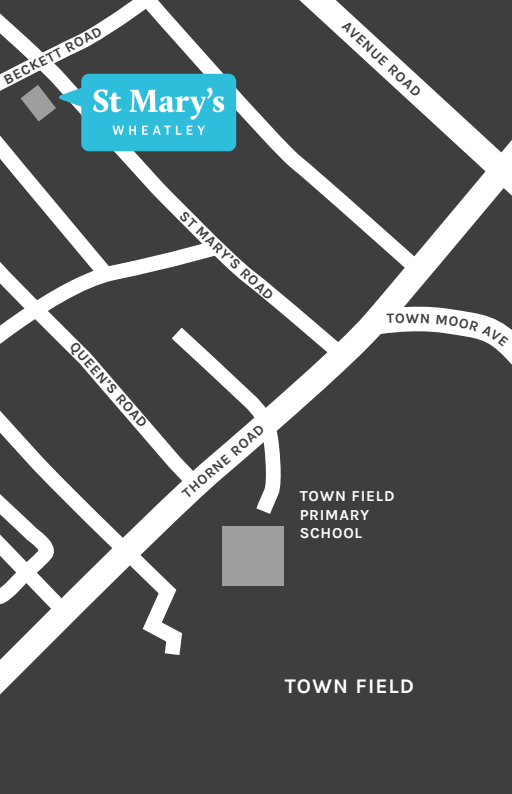 BECKETT ROAD
AVENUE ROAD
St Mary's
WHEATLEY
ST MARY'S ROAD
TOWN MOOR AVE
QUEEN'S ROAD
THORNE ROAD
TOWN FIELD
PRIMARY
SCHOOL
TOWN FIELD